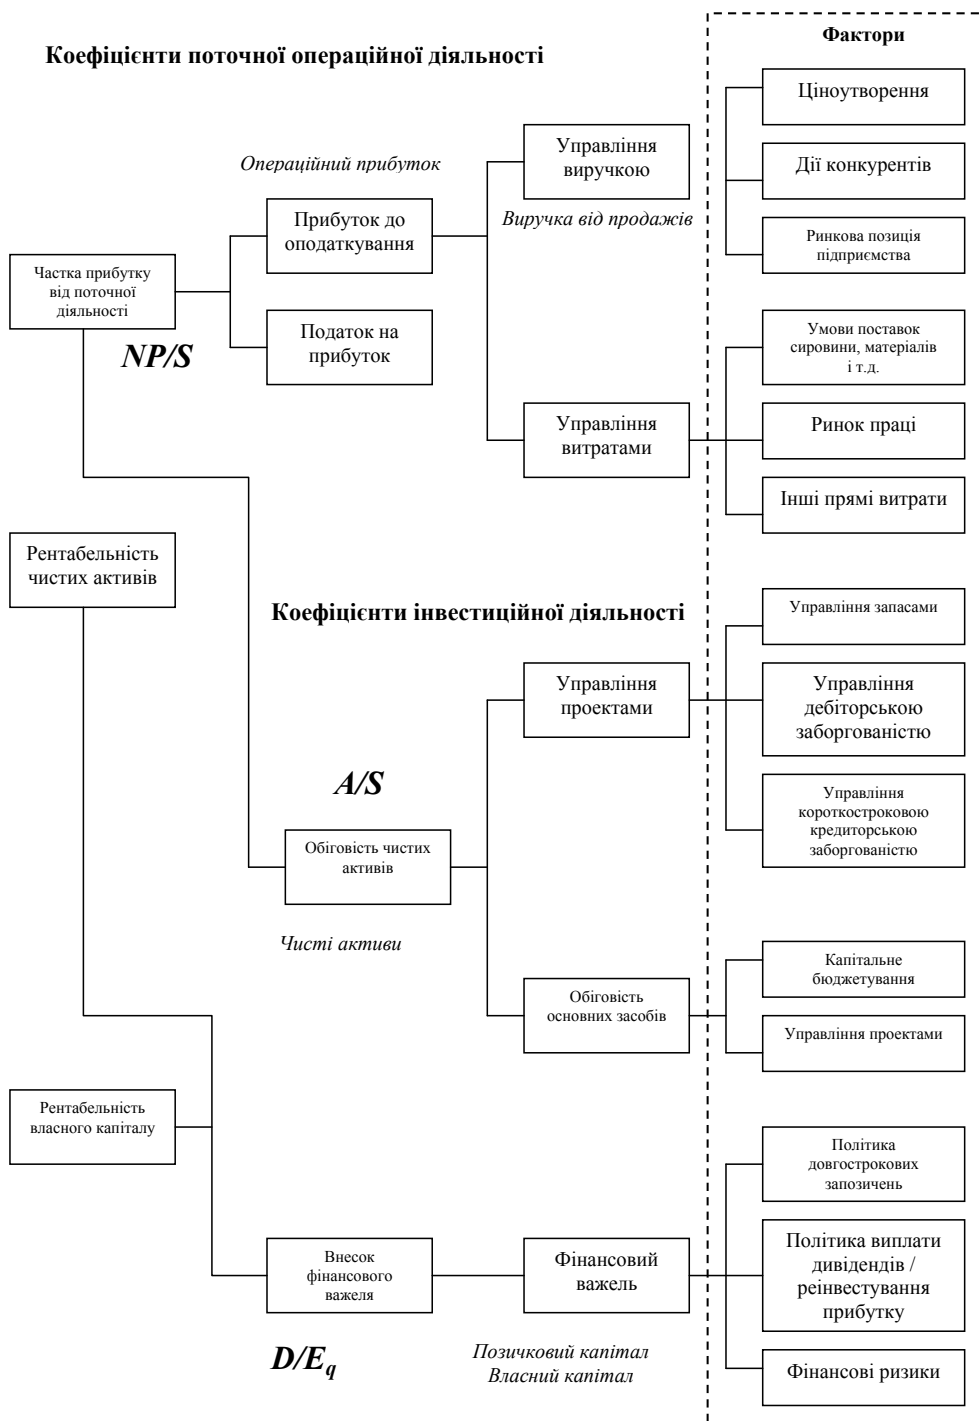 Фактори
Коефіцієнти поточної операційної діяльності
Ціноутворення
Операційний прибуток
Управління
виручкою
Дії конкурентів
Прибуток до
оподаткування
Виручка від продажів
Ринкова позиція
підприємства
Частка прибутку
від поточної
діяльності
NP/S
Податок на
прибуток
Умови поставок
сировини, матеріалів
і т.д.
Управління
витратами
Ринок праці
Інші прямі витрати
Рентабельність
чистих активів
Коефіцієнти інвестиційної діяльності
Управління запасами
Управління
проектами
Управління
дебіторською
заборгованістю
A/S
Управління
короткостроковою
кредиторською
заборгованістю
Обіговість чистих
активів
Чисті активи
Капітальне
бюджетування
Обіговість
основних засобів
Управління проектами
Рентабельність
власного капіталу
Політика
довгострокових
запозичень
Внесок
фінансового
важеля
Фінансовий
важель
Політика виплати
дивідендів /
реінвестування
прибутку
D/Eq
Позичковий капітал
Власний капітал
Фінансові ризики